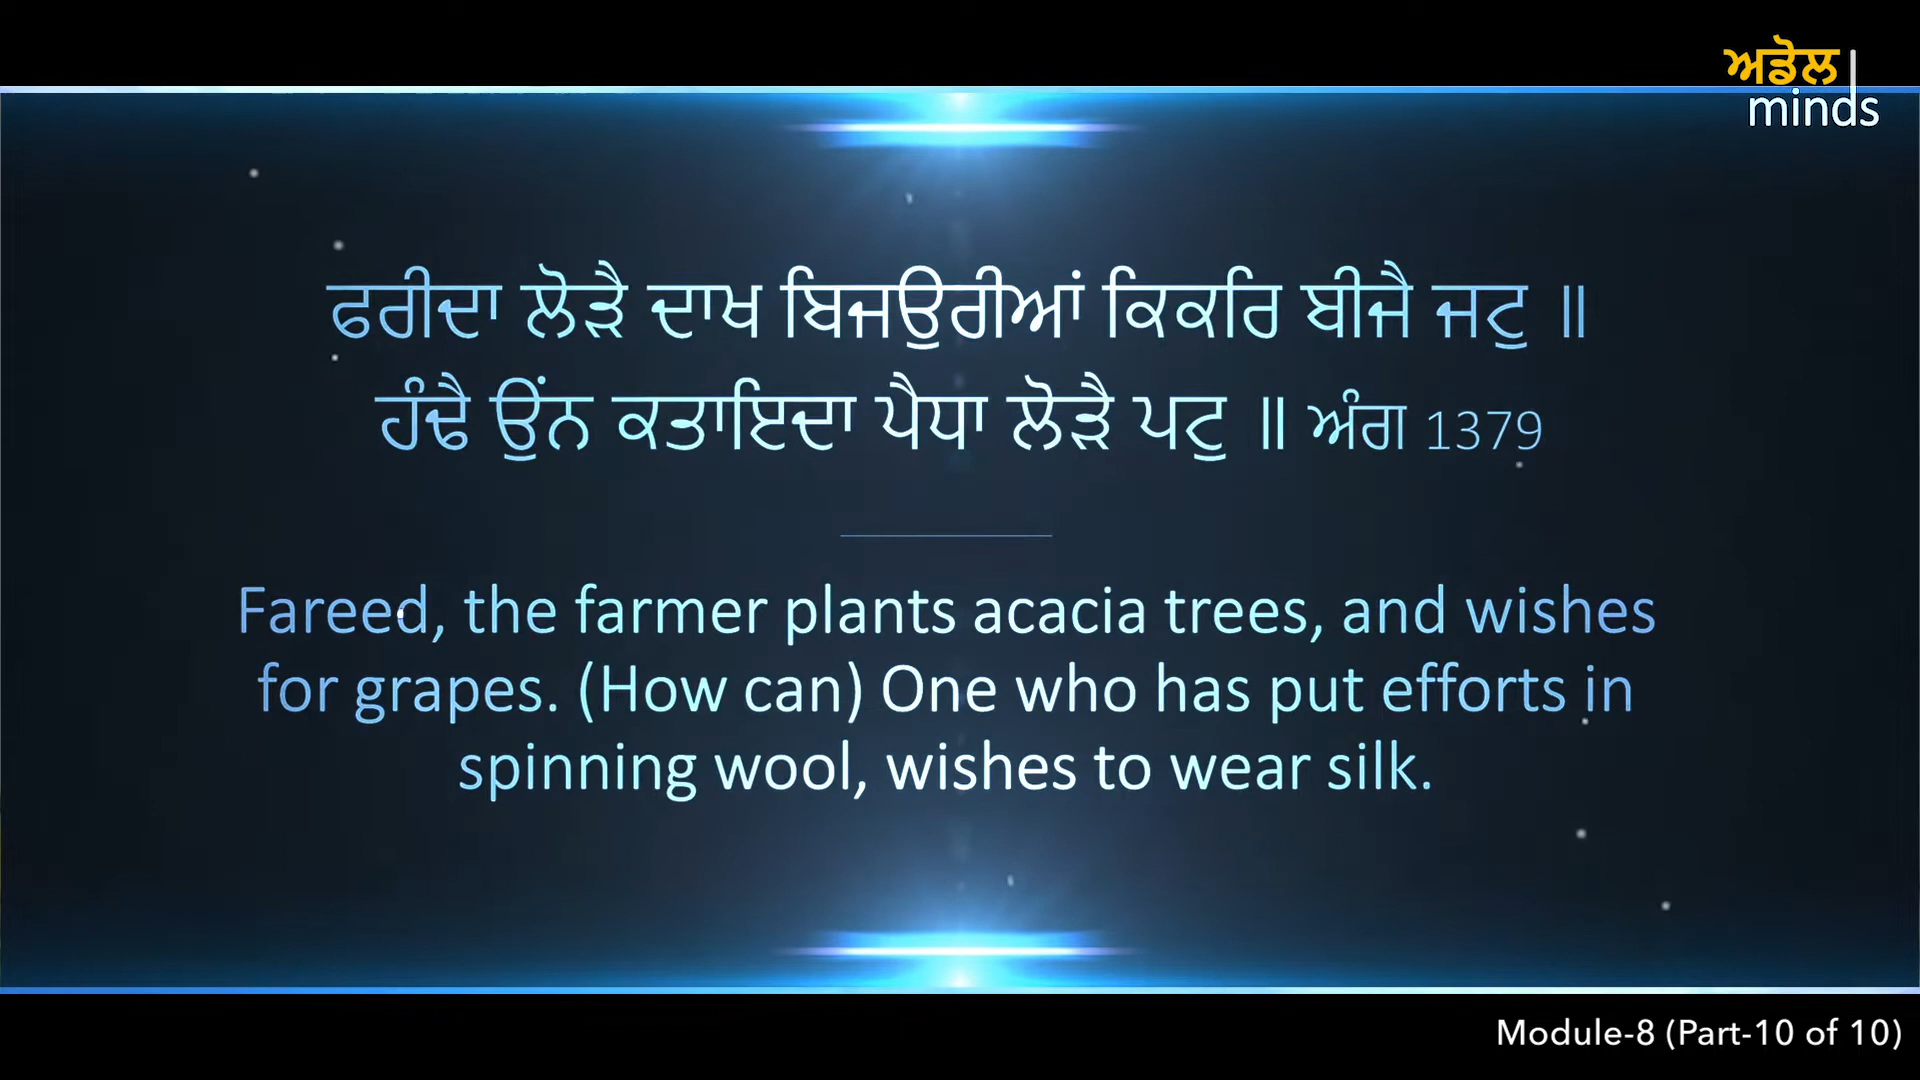 ਅਡੋਲ
minds
ਫਰੀਦਾ ਲੋੜੈ ਦਾਖ ਬਿਜਉਰੀਆਂ ਕਿਕਰਿ ਬੀਜੈ ਜਟੁ ॥
ਹੰਢੈ ਉਂਨ ਕਤਾਇਦਾ ਪੈਧਾ ਲੋੜੈ ਪਟੁ ॥ ਅੰਗ 1379
Fareed, the farmer plants acacia trees, and wishes
for grapes. (How can) One who has put efforts in
spinning wool, wishes to wear silk.
Module-8 (Part-10 of 10)